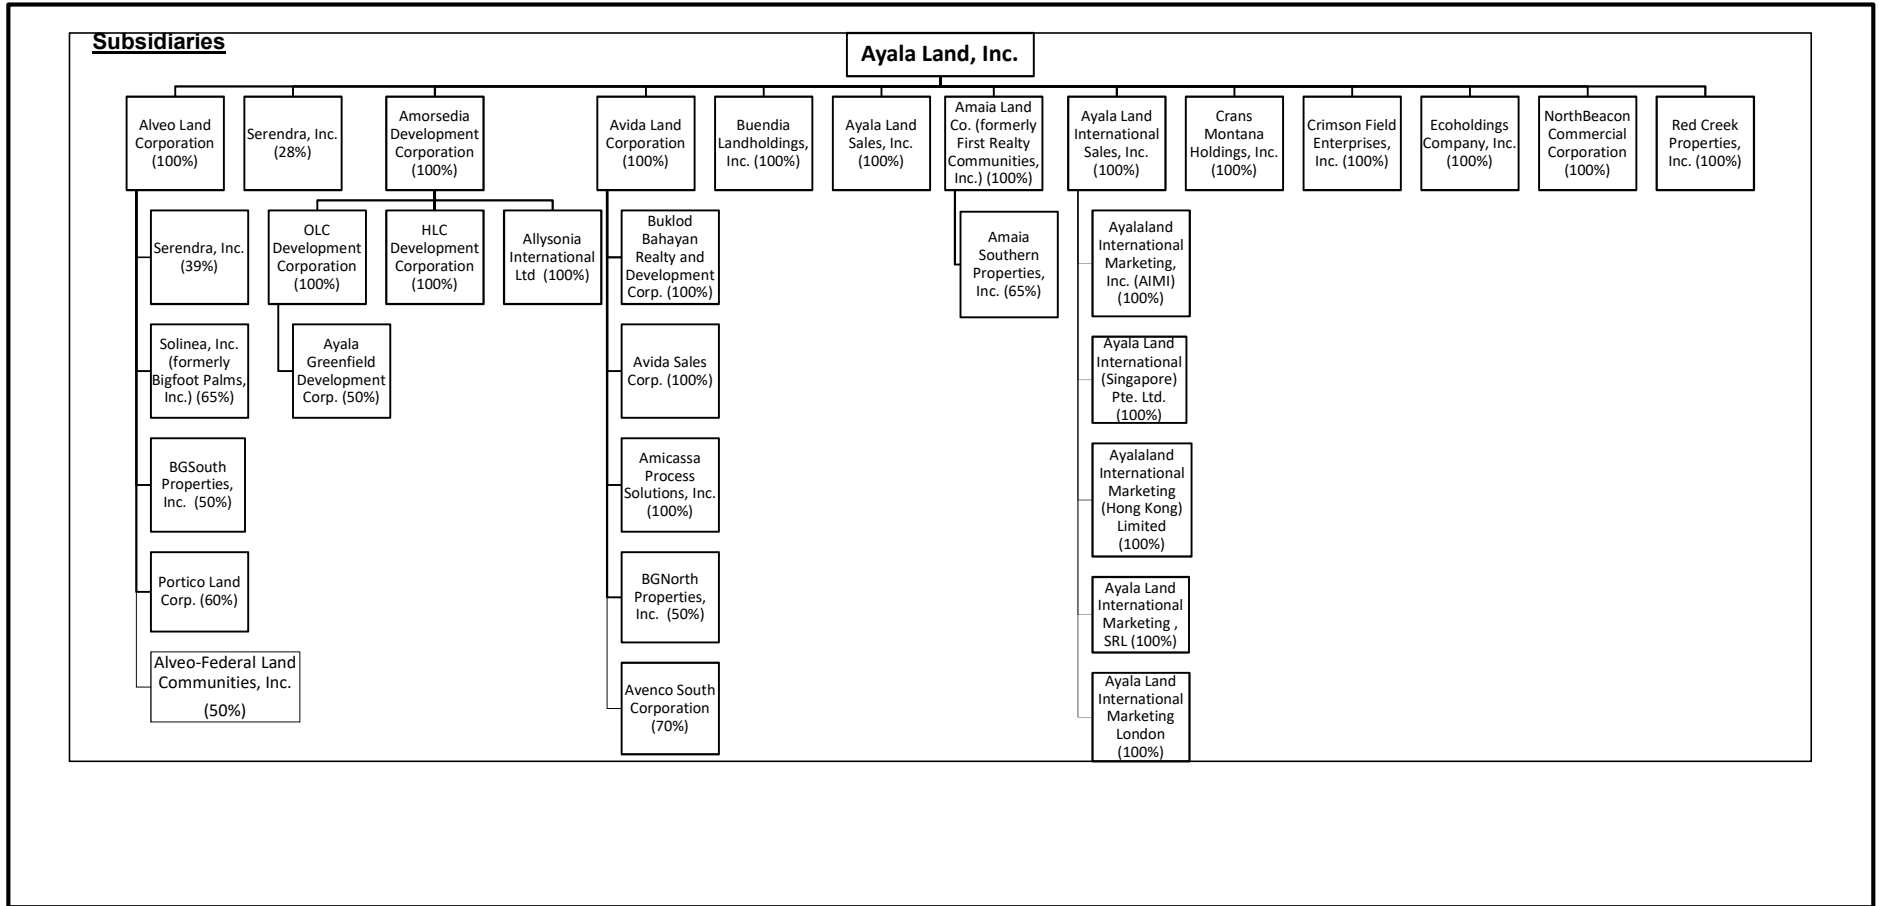 Subsidiaries
Ayala Land, Inc.
Alveo Land
Corporation
(100%)
Serendra, Inc.
(28%)
Amorsedia
Development
Corporation
(100%)
Avida Land
Corporation
(100%)
Buendia
Landholdings,
Inc. (100%)
Ayala Land
Sales, Inc.
(100%)
Amaia Land
Co. (formerly
First Realty
Communities,
Inc.) (100%)
Ayala Land
International
Sales, Inc.
(100%)
Crans
Montana
Holdings, Inc.
(100%)
Crimson Field
Enterprises,
Inc. (100%)
Ecoholdings
Company, Inc.
(100%)
NorthBeacon
Commercial
Corporation
(100%)
Red Creek
Properties,
Inc. (100%)
Serendra, Inc.
(39%)
Solinea, Inc.
(formerly
Bigfoot Palms,
Inc.) (65%)
BGSouth
Properties,
Inc. (50%)
Portico Land
Corp. (60%)
Alveo-Federal Land
Communities, Inc.
(50%)
OLC
Development
Corporation
(100%)
Ayala
Greenfield
Development
Corp. (50%)
HLC
Development
Corporation
(100%)
Allysonia
International
Ltd (100%)
Buklod
Bahayan
Realty and
Development
Corp. (100%)
Avida Sales
Corp. (100%)
Amicassa
Process
Solutions, Inc.
(100%)
BGNorth
Properties,
Inc. (50%)
Avenco South
Corporation
(70%)
Amaia
Southern
Properties,
Inc. (65%)
Ayalaland
International
Marketing,
Inc. (AIMI)
(100%)
Ayala Land
International
(Singapore)
Pte. Ltd.
(100%)
Ayalaland
International
Marketing
(Hong Kong)
Limited
(100%)
Ayala Land
International
Marketing ,
SRL (100%)
Ayala Land
International
Marketing
London
(100%)